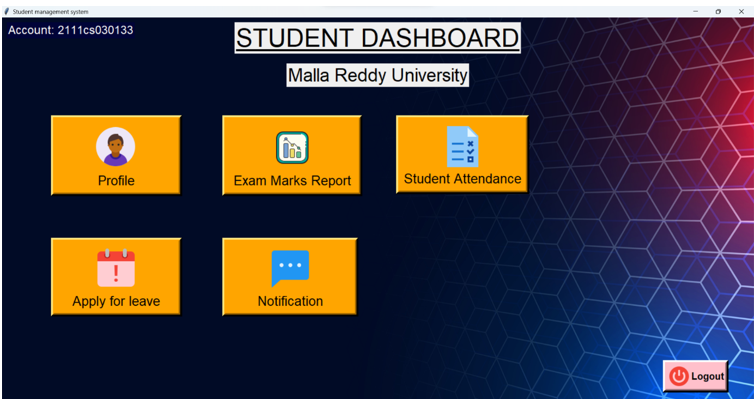 Student management system
Account: 2111cs030133
STUDENT DASHBOARD
Malla Reddy University
Profile
Exam Marks Report
Student Attendance
Apply for leave
Notification
Logout